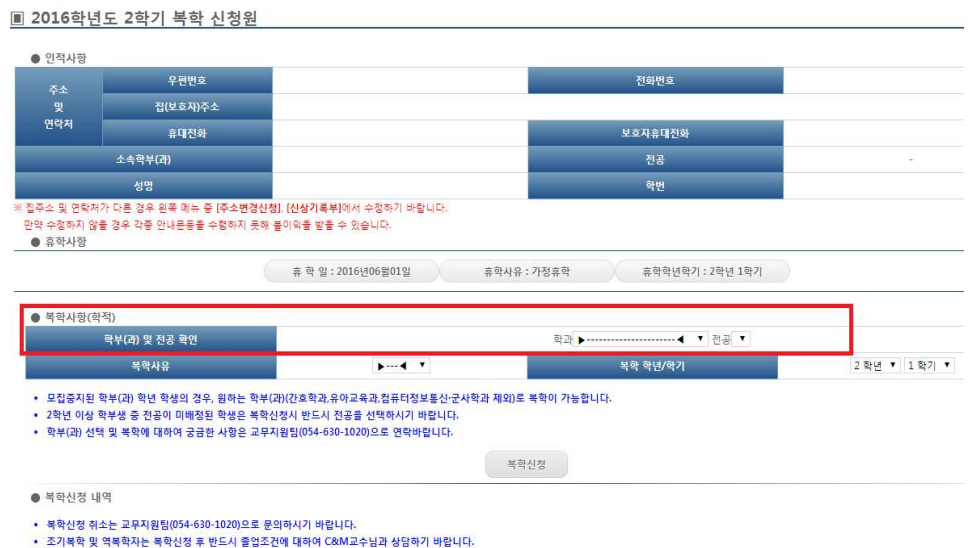 ▣ 2016학년도 2학기 복학 신청원
● 인적사항
주소 및 연락처 우편번호 전화번호
집(보호자)주소
휴대전화 보호자휴대전화
소속학부(과) 전공 -
성명 학번
※ 집주소 및 연락처가 다른 경우 왼쪽 메뉴 중 [주소변경신청], [신상기록부]에서 수정하기 바랍니다.
만약 수정하지 않을 경우 각종 안내문등을 수령하지 못해 불이익을 받을 수 있습니다.
● 휴학사항
휴 학 일 : 2016년06월01일 휴학사유 : 가정휴학 휴학학년학기 : 2학년 1학기
● 복학사항(학적)
학부(과) 및 전공 확인 학과 ▶----------------------◀ ▼ 전공 ▼
복학사유 ▶---◀ ▼ 복학 학년/학기 2 학년 ▼ 1 학기 ▼
• 모집중지된 학부(과) 학년 학생의 경우, 원하는 학부(과)(간호학과,유아교육과,컴퓨터정보통신·군사학과 제외)로 복학이 가능합니다.
• 2학년 이상 학부생 중 전공이 미배정된 학생은 복학신청시 반드시 전공을 선택하시기 바랍니다.
• 학부(과) 선택 및 복학에 대하여 궁금한 사항은 교무지원팀(054-630-1020)으로 연락바랍니다.
복학신청
● 복학신청 내역
• 복학신청 취소는 교무지원팀(054-630-1020)으로 문의하시기 바랍니다.
• 조기복학 및 역복학자는 복학신청 후 반드시 졸업조건에 대하여 C&M교수님과 상담하기 바랍니다.